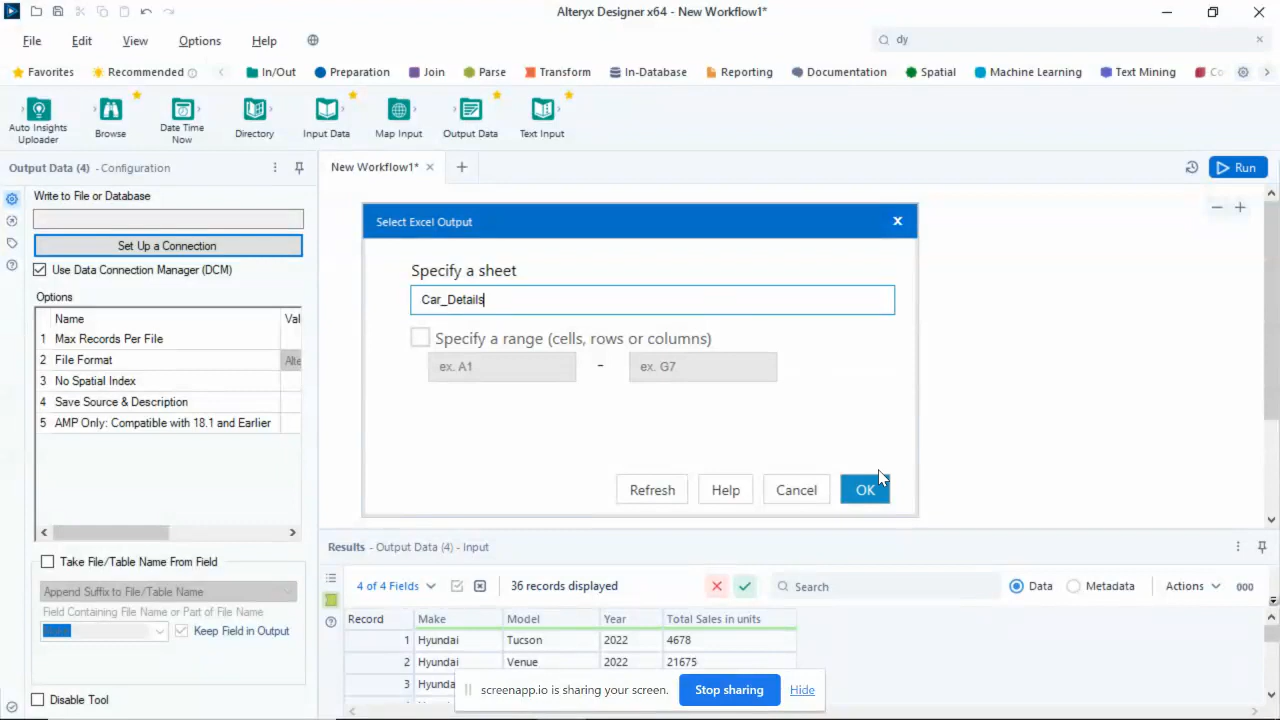 Alteryx Designer x64 - New Workflow1*
File Edit View Options Help
dy
Favorites Recommended In/Out Preparation Join Parse Transform In-Database Reporting Documentation Spatial Machine Learning Text Mining
Auto Insights Uploader
Browse
Date Time Now
Directory
Input Data
Map Input
Output Data
Text Input
Output Data (4) - Configuration
New Workflow1*
Run
Write to File or Database
Set Up a Connection
Use Data Connection Manager (DCM)
Options
Name Val
1 Max Records Per File
2 File Format Alte
3 No Spatial Index
4 Save Source & Description
5 AMP Only: Compatible with 18.1 and Earlier
Take File/Table Name From Field
Append Suffix to File/Table Name
Field Containing File Name or Part of File Name
Keep Field in Output
Disable Tool
Select Excel Output
Specify a sheet
Car_Details
Specify a range (cells, rows or columns)
ex. A1 - ex. G7
Refresh Help Cancel OK
Results - Output Data (4) - Input
4 of 4 Fields 36 records displayed Search Data Metadata Actions 000
Record Make Model Year Total Sales in units
1 Hyundai Tucson 2022 4678
2 Hyundai Venue 2022 21675
3 Hyunda
screenapp.io is sharing your screen. Stop sharing Hide